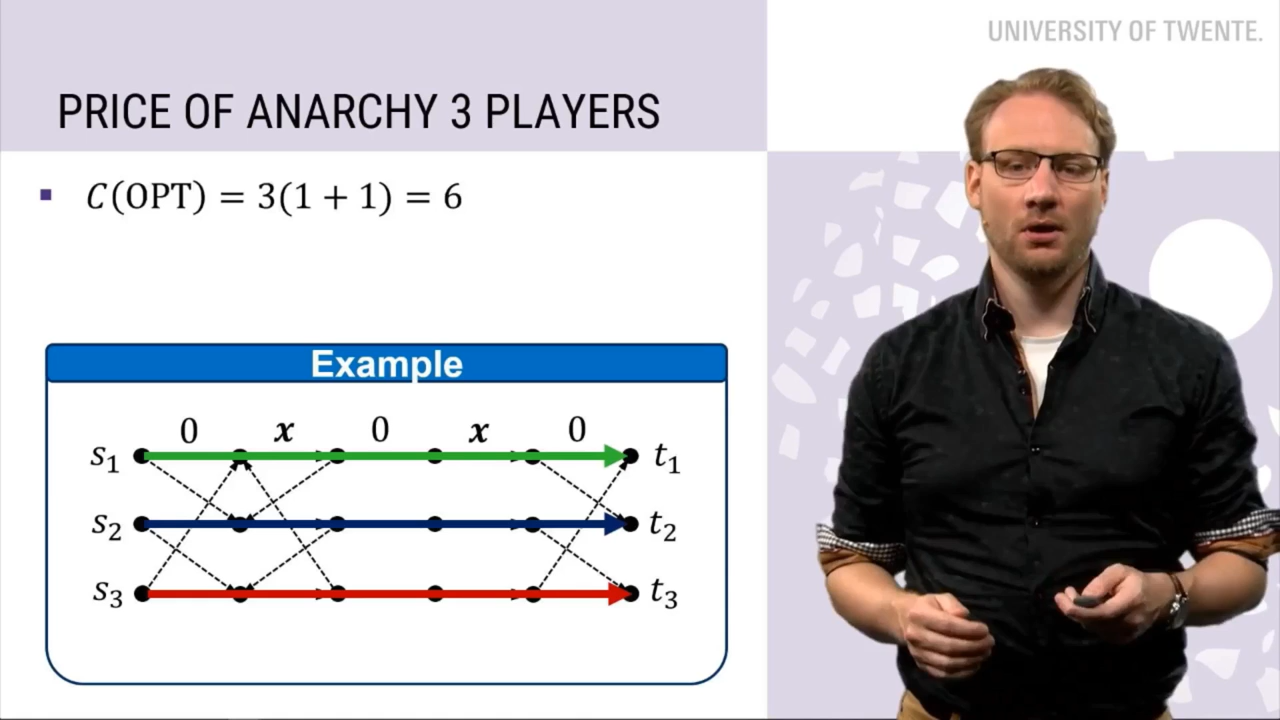 UNIVERSITY OF TWENTE.
PRICE OF ANARCHY 3 PLAYERS
▪ C(OPT) = 3(1 + 1) = 6
Example
0 x 0 x 0
s₁ t₁
s₂ t₂
s₃ t₃